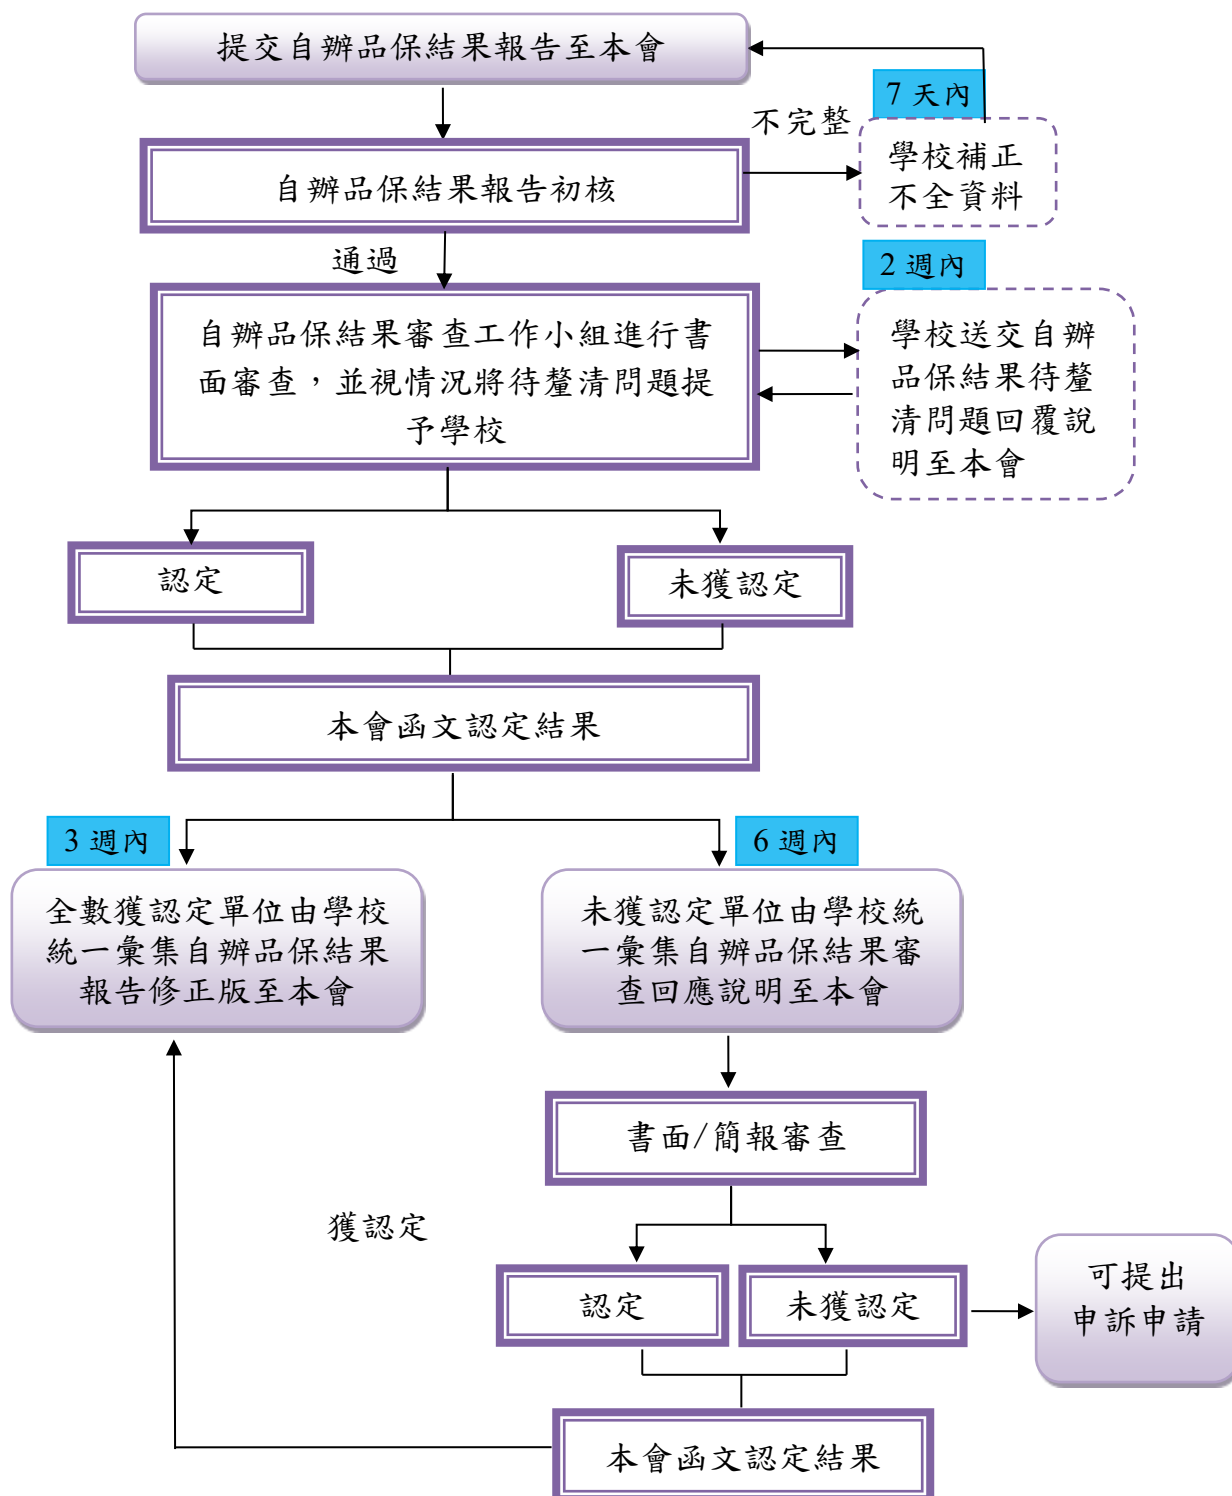 提交自辦品保結果報告至本會
7 天內
不完整
學校補正
不全資料
自辦品保結果報告初核
通過
2 週內
自辦品保結果審查工作小組進行書
面審查，並視情況將待釐清問題提
予學校
學校送交自辦
品保結果待釐
清問題回覆說
明至本會
認定
未獲認定
本會函文認定結果
3 週內
6 週內
全數獲認定單位由學校
統一彙集自辦品保結果
報告修正版至本會
未獲認定單位由學校統
一彙集自辦品保結果審
查回應說明至本會
書面/簡報審查
獲認定
認定
未獲認定
可提出
申訴申請
本會函文認定結果